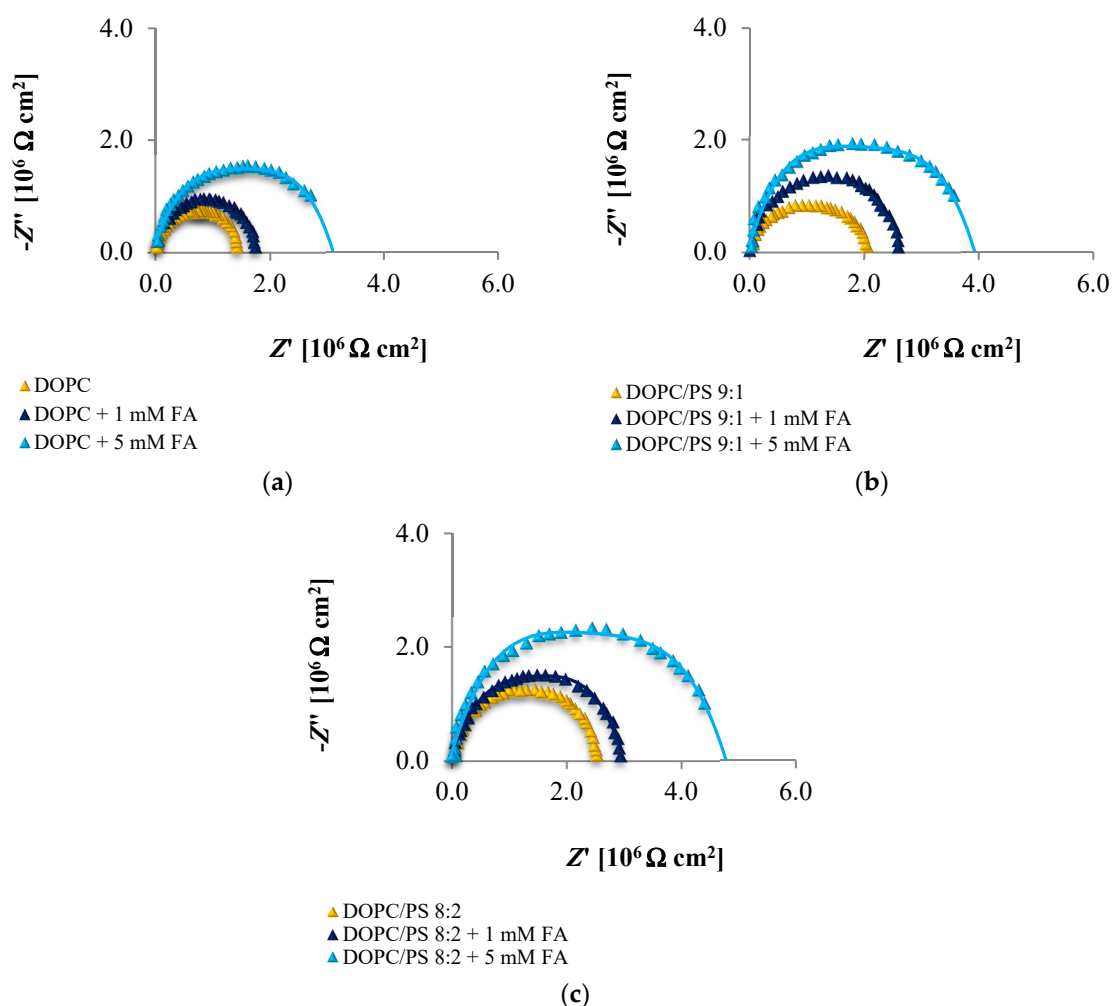 4.0
2.0
0.0
0.0 2.0 4.0 6.0
-Z'' [10⁶ Ω cm²]
Z' [10⁶ Ω cm²]
DOPC
DOPC + 1 mM FA
DOPC + 5 mM FA
(a)
4.0
2.0
0.0
0.0 2.0 4.0 6.0
-Z'' [10⁶ Ω cm²]
Z' [10⁶ Ω cm²]
DOPC/PS 9:1
DOPC/PS 9:1 + 1 mM FA
DOPC/PS 9:1 + 5 mM FA
(b)
4.0
2.0
0.0
0.0 2.0 4.0 6.0
-Z'' [10⁶ Ω cm²]
Z' [10⁶ Ω cm²]
DOPC/PS 8:2
DOPC/PS 8:2 + 1 mM FA
DOPC/PS 8:2 + 5 mM FA
(c)